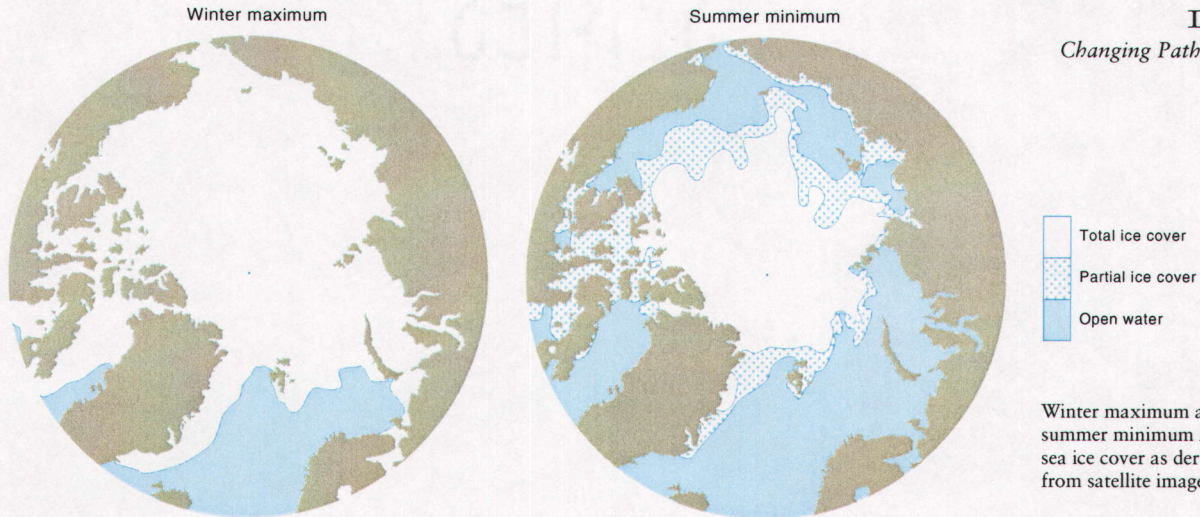 Winter maximum
Summer minimum
Changing Path
Total ice cover
Partial ice cover
Open water
Winter maximum a
summer minimum
sea ice cover as der
from satellite image